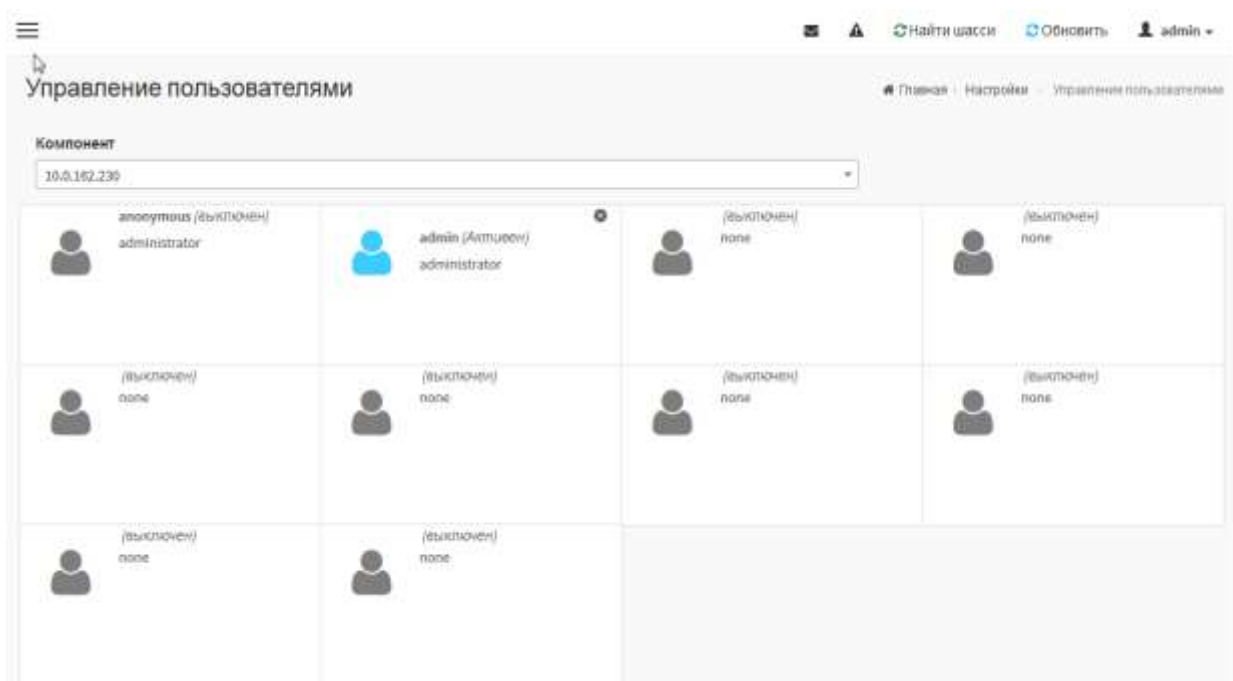 Найти шасси Обновить admin
Управление пользователями
Главная Настройки Управление пользователями
Компонент
10.0.162.230
anonymous (выключен)
administrator
admin (Активен)
administrator
(выключен)
none
(выключен)
none
(выключен)
none
(выключен)
none
(выключен)
none
(выключен)
none
(выключен)
none
(выключен)
none